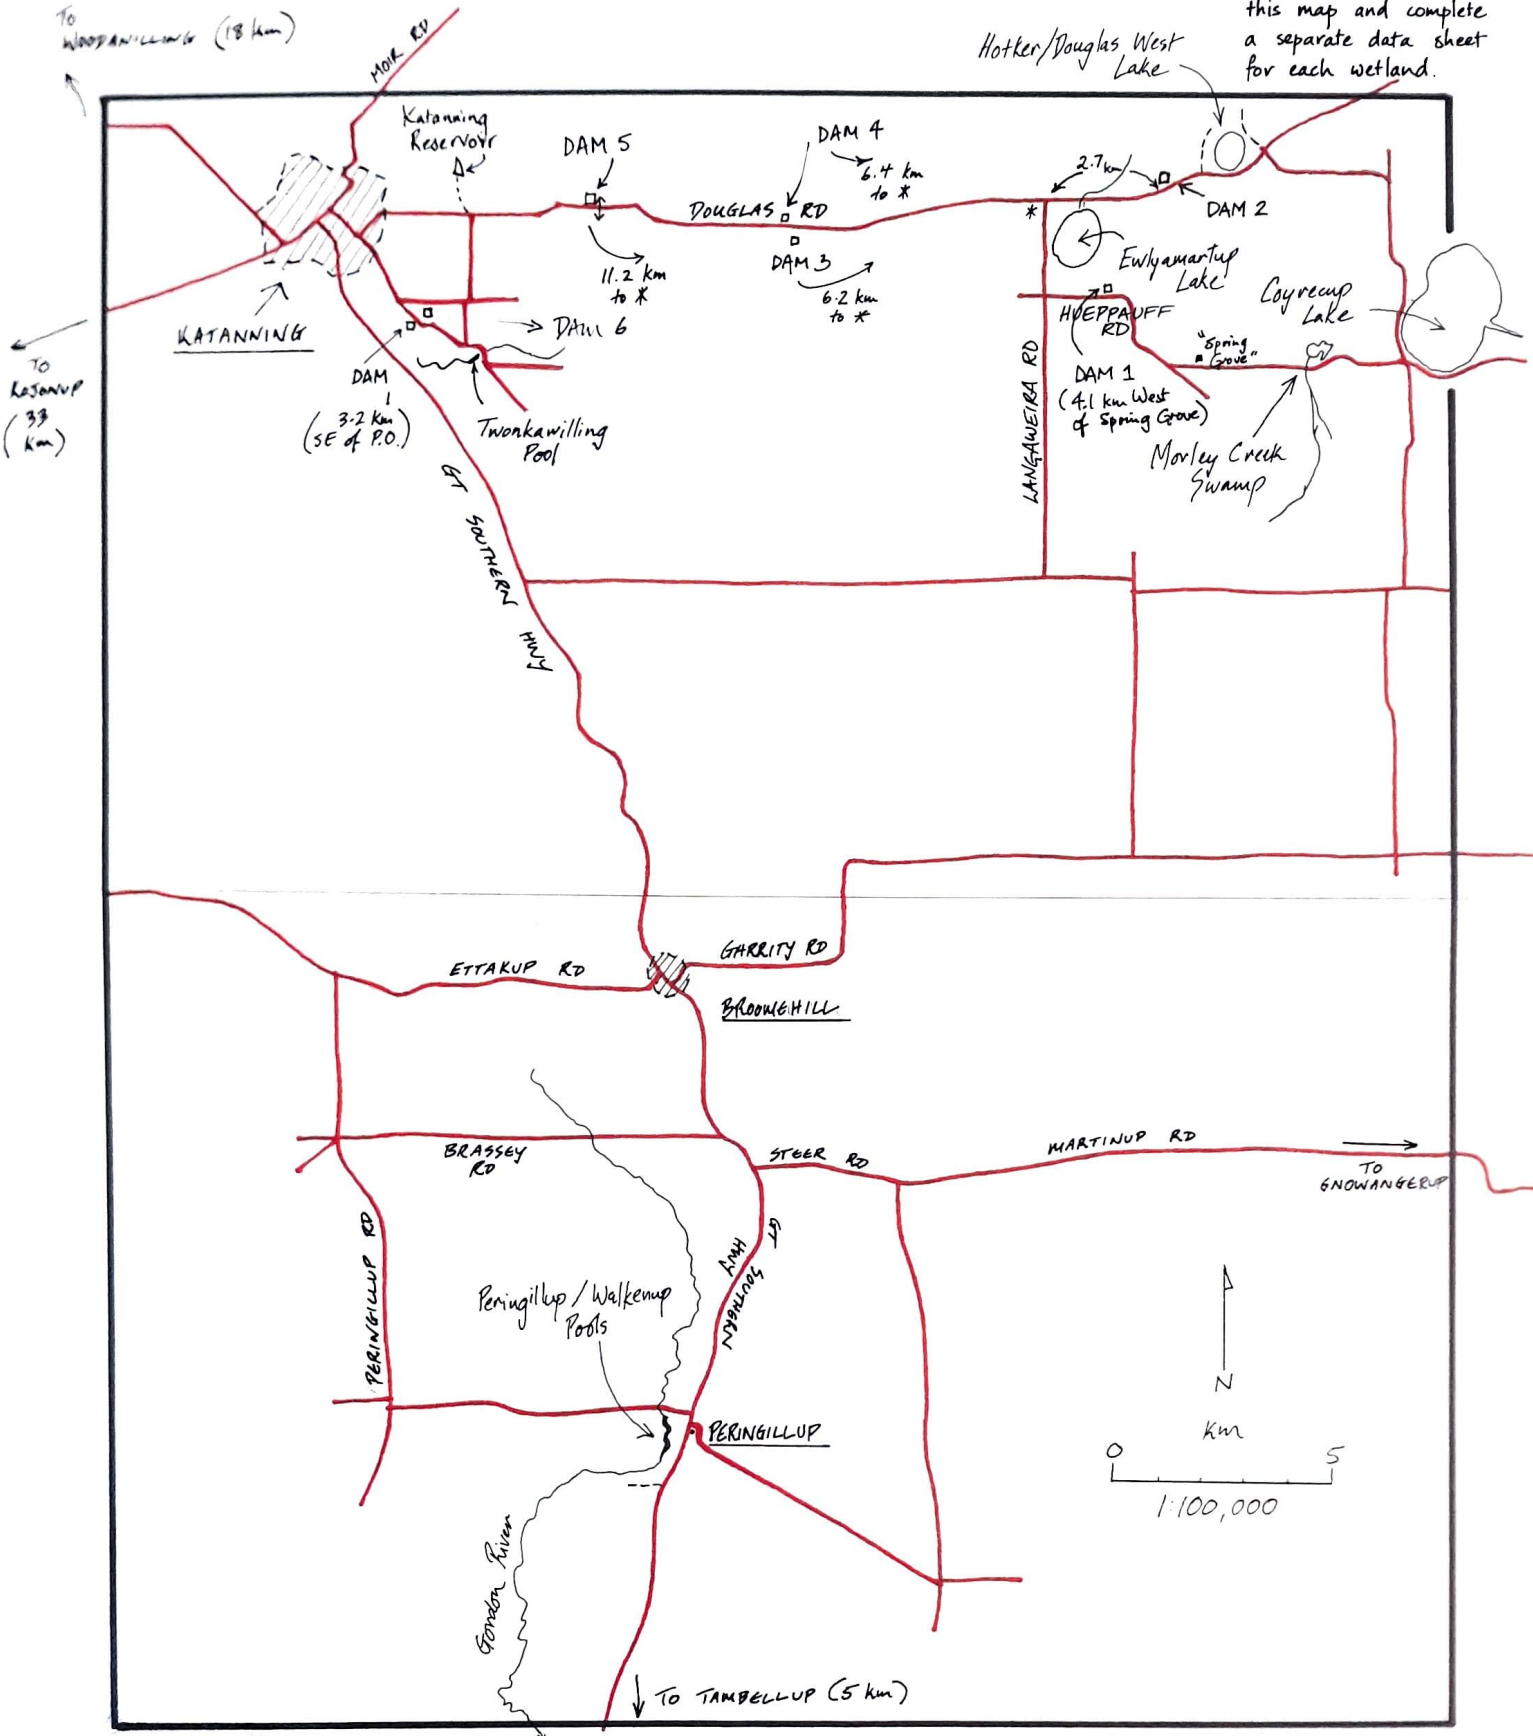 To
WOODANILLING (18 km)
MOIR RD
this map and complete
a separate data sheet
for each wetland.
Hotker/Douglas West
Lake
Katanning
Reservoir
DAM 5
DAM 4
6.4 km
to *
2.7 km
DOUGLAS RD
*
DAM 2
DAM 3
11.2 km
to *
6.2 km
to *
Ewlyamartup
Lake
Coyrecup
Lake
KATANNING
DAM 6
HUEPPAUFF
RD
"Spring
Grove"
TO
KOJONUP
(33
km)
DAM
(3.2 km
SE of P.O.)
Twonkawilling
Pool
LANGAWEIRA RD
DAM 1
(4.1 km West
of Spring Grove)
Morley Creek
Swamp
GT SOUTHERN HWY
ETTAKUP RD
GARRITY RD
BROOMEHILL
BRASSEY
RD
STEER RD
MARTINUP RD
TO
GNOWANGERUP
PERINGILLUP RD
GT
SOUTHERN
HWY
Peringillup/Walkenup
Pools
N
PERINGILLUP
km
0 5
1:100,000
Gordon River
TO TAMBELLUP (5 km)